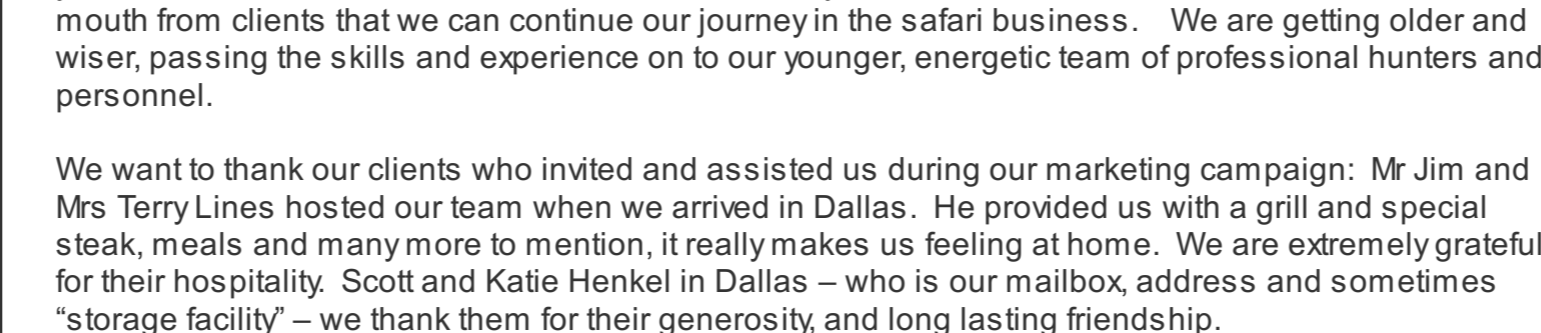 mouth from clients that we can continue our journey in the safari business.   We are getting older and
wiser, passing the skills and experience on to our younger, energetic team of professional hunters and
personnel.
We want to thank our clients who invited and assisted us during our marketing campaign:  Mr Jim and
Mrs Terry Lines hosted our team when we arrived in Dallas.  He provided us with a grill and special
steak, meals and many more to mention, it really makes us feeling at home.  We are extremely grateful
for their hospitality.  Scott and Katie Henkel in Dallas – who is our mailbox, address and sometimes
“storage facility” – we thank them for their generosity, and long lasting friendship.